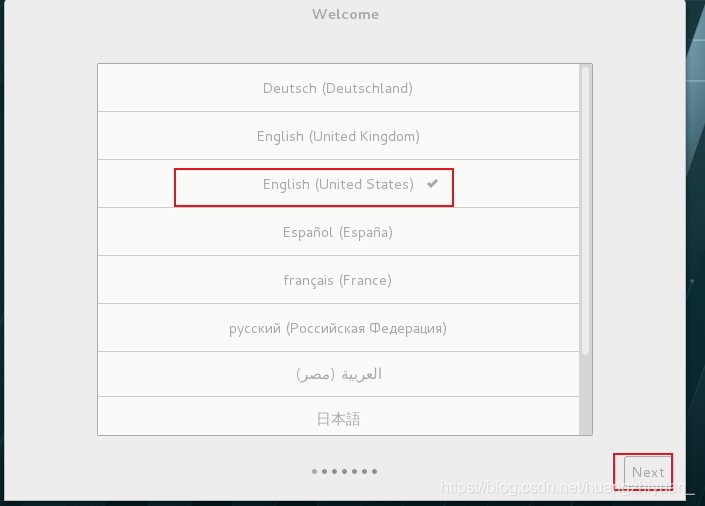 Welcome
Deutsch (Deutschland)
English (United Kingdom)
English (United States)
Español (España)
français (France)
русский (Российская Федерация)
العربية (مصر)
日本語
Next
https://blog.csdn.net/huangzhiyuan_